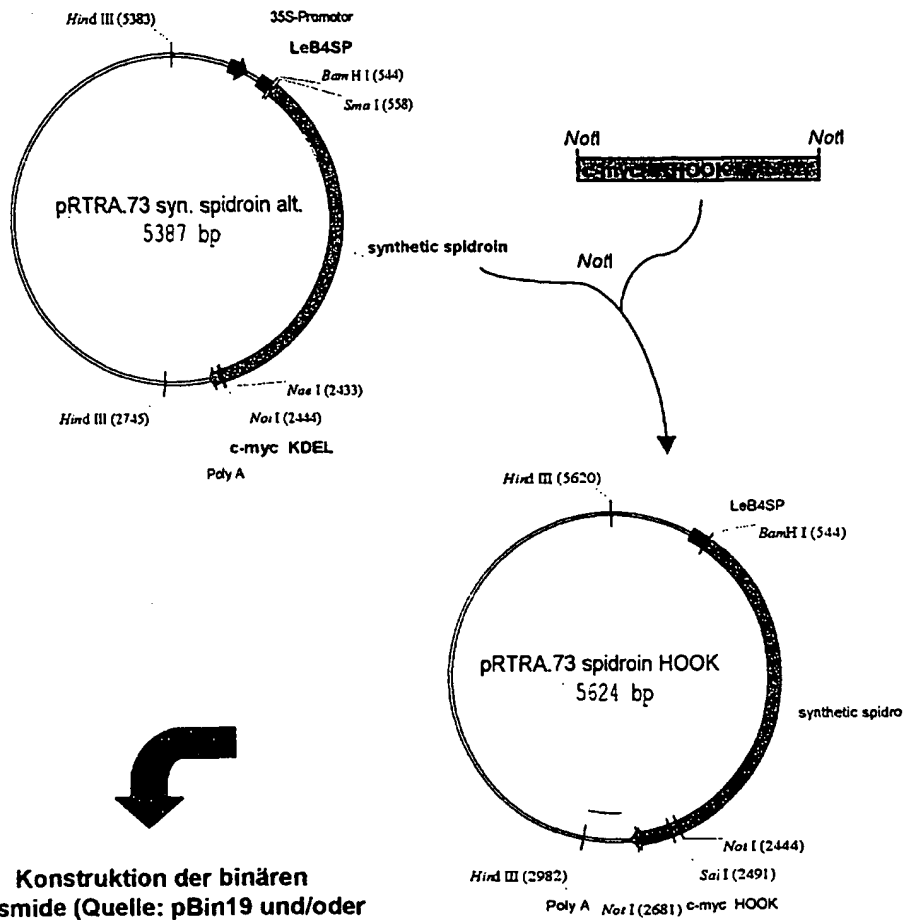 35S-Promotor
Hind III (5383)
LeB4SP
BamH I (544)
Sma I (558)
NotI NotI
c-myc HOOK
pRTRA.73 syn. spidroin alt.
5387 bp
synthetic spidroin
NotI
Nae I (2433)
Hind III (2745)
Not I (2444)
c-myc KDEL
Poly A
Hind III (5620)
LeB4SP
BamH I (544)
pRTRA.73 spidroin HOOK
5624 bp
synthetic spidro
Not I (2444)
Hind III (2982)
Sal I (2491)
Poly A Not I (2681) c-myc HOOK
Konstruktion der binären
smide (Quelle: pBin19 und/oder